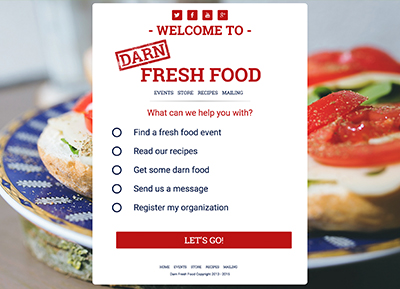 - WELCOME TO -
DARN
FRESH FOOD
EVENTS STORE RECIPES MAILING
What can we help you with?
Find a fresh food event
Read our recipes
Get some darn food
Send us a message
Register my organization
LET'S GO!
HOME EVENTS STORE RECIPES MAILING
Darn Fresh Food Copyright 2013 - 2015